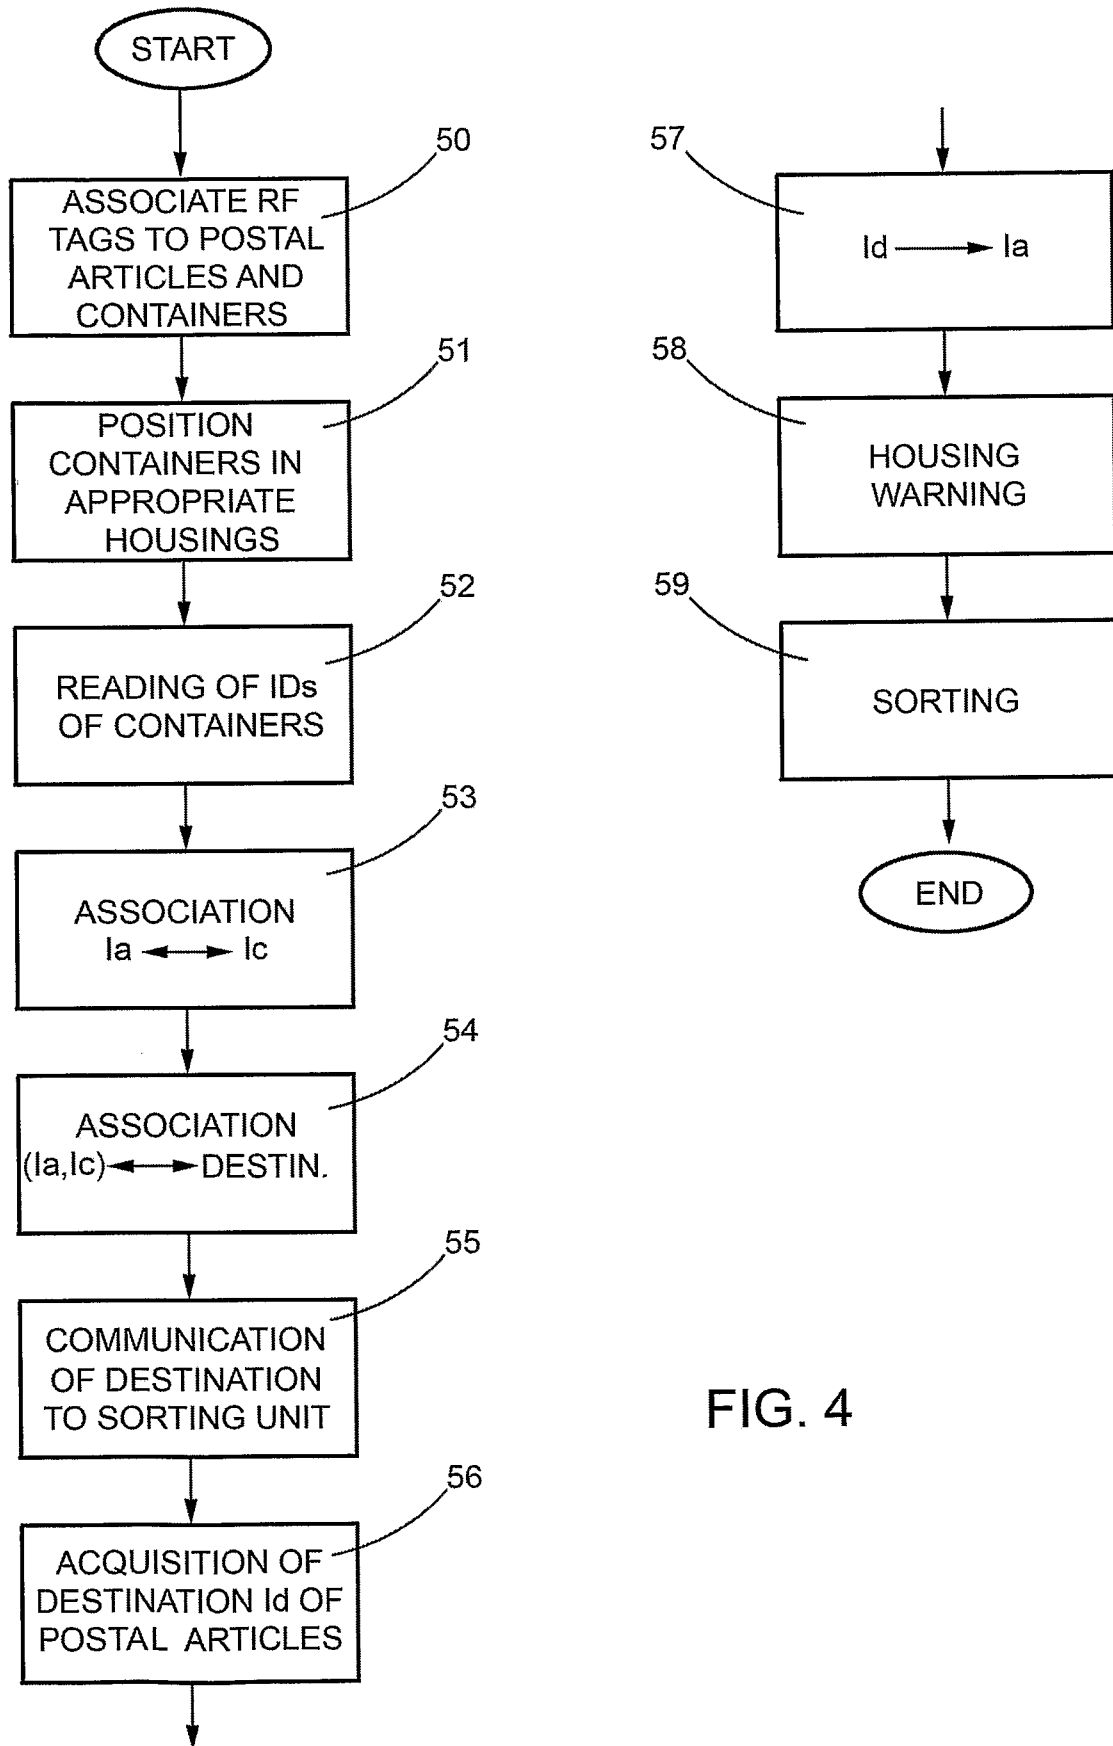 START
50
ASSOCIATE RF
TAGS TO POSTAL
ARTICLES AND
CONTAINERS
51
POSITION
CONTAINERS IN
APPROPRIATE
HOUSINGS
52
READING OF IDs
OF CONTAINERS
53
ASSOCIATION
Ia ↔ Ic
54
ASSOCIATION
(Ia,Ic) ↔ DESTIN.
55
COMMUNICATION
OF DESTINATION
TO SORTING UNIT
56
ACQUISITION OF
DESTINATION Id OF
POSTAL ARTICLES
57
Id → Ia
58
HOUSING
WARNING
59
SORTING
END
FIG. 4